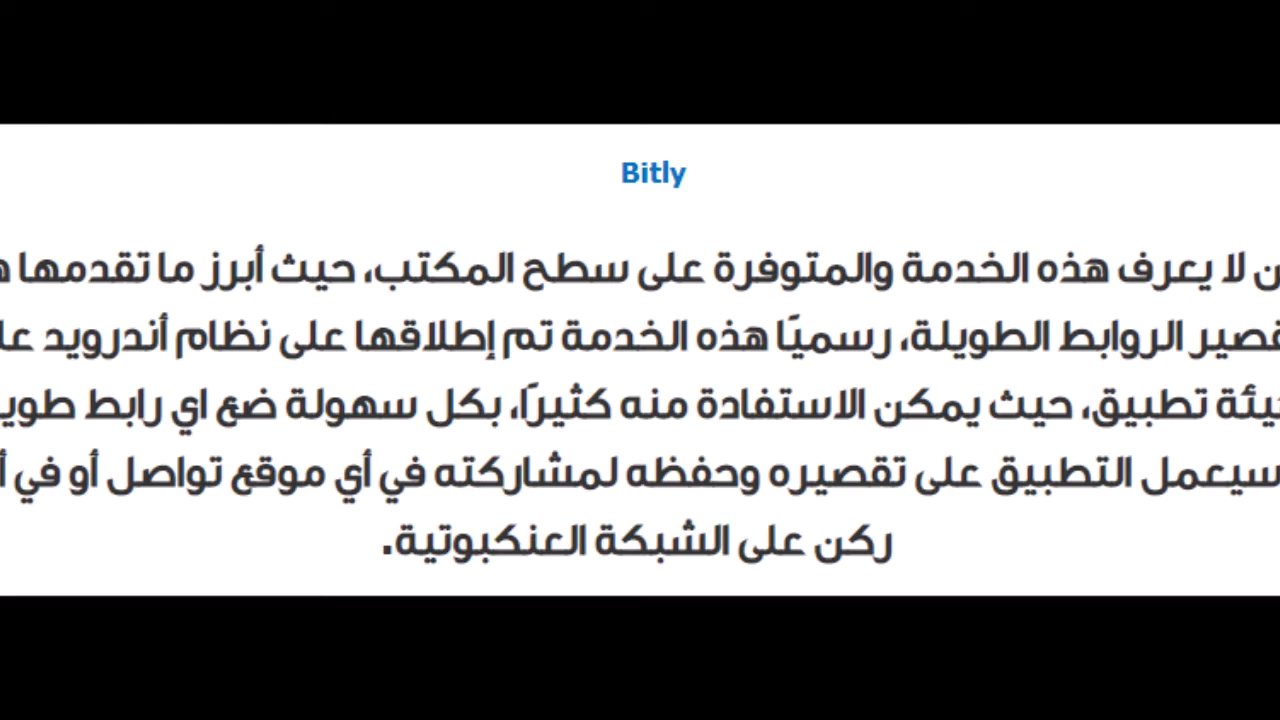 Bitly
لا يعرف هذه الخدمة والمتوفرة على سطح المكتب، حيث أبرز ما تقدمها
الروابط الطويلة، رسميًا هذه الخدمة تم إطلاقها على نظام أندرويد
تطبيق، حيث يمكن الاستفادة منه كثيرًا، بكل سهولة ضع اي رابط
سيعمل التطبيق على تقصيره وحفظه لمشاركته في أي موقع تواصل أو في
ركن على الشبكة العنكبوتية.